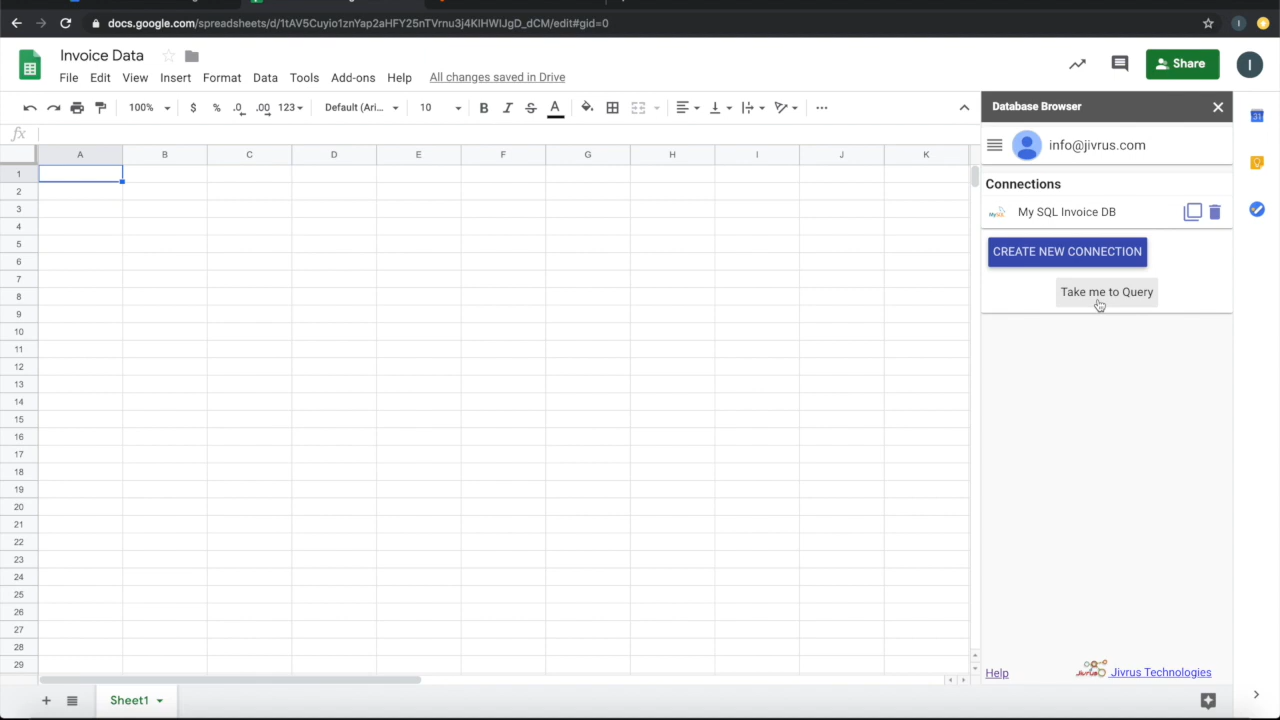 docs.google.com/spreadsheets/d/1tAV5Cuyio1znYap2aHFY25nTVrnu3j4KlHWIJgD_dCM/edit#gid=0
I
Invoice Data
File Edit View Insert Format Data Tools Add-ons Help All changes saved in Drive
Share
I
100% $ % .0 .00 123 Default (Ari... 10 B I S A
Database Browser
fx
info@jivrus.com
A B C D E F G H I J K
Connections
My SQL Invoice DB
CREATE NEW CONNECTION
Take me to Query
1
2
3
4
5
6
7
8
9
10
11
12
13
14
15
16
17
18
19
20
21
22
23
24
25
26
27
28
29
31
Help
Jivrus Technologies
Sheet1